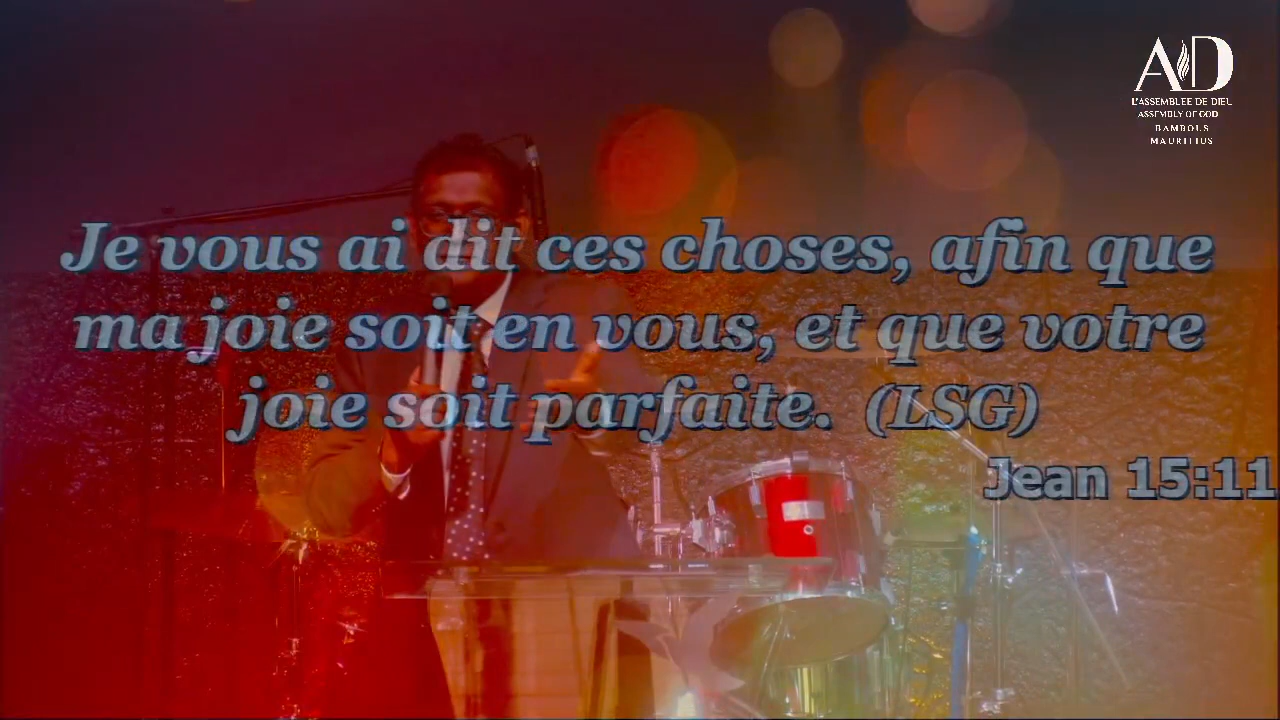 AD
L'ASSEMBLEE DE DIEU
ASSEMBLY OF GOD
BAMBOUS
MAURITIUS
Je vous ai dit ces choses, afin que
ma joie soit en vous, et que votre
joie soit parfaite. (LSG)
Jean 15:11